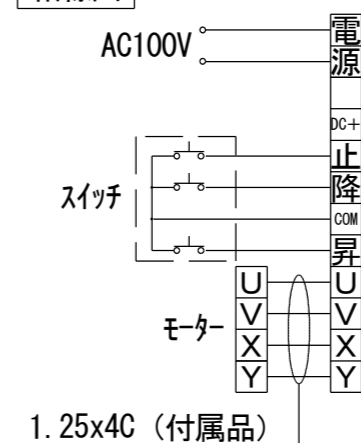 AC100V
電
源
DC+
止
降
COM
昇
スイッチ
モーター
U
V
X
Y
U
V
X
Y
1.25x4C (付属品)